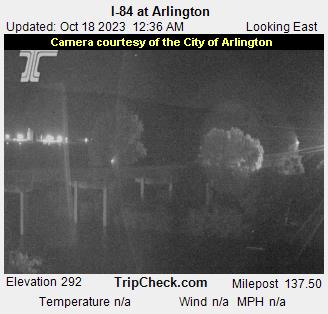 I-84 at Arlington
Updated: Oct 18 2023 12:36 AM Looking East
Camera courtesy of the City of Arlington
Elevation 292 TripCheck.com Milepost 137.50
Temperature n/a Wind n/a MPH n/a